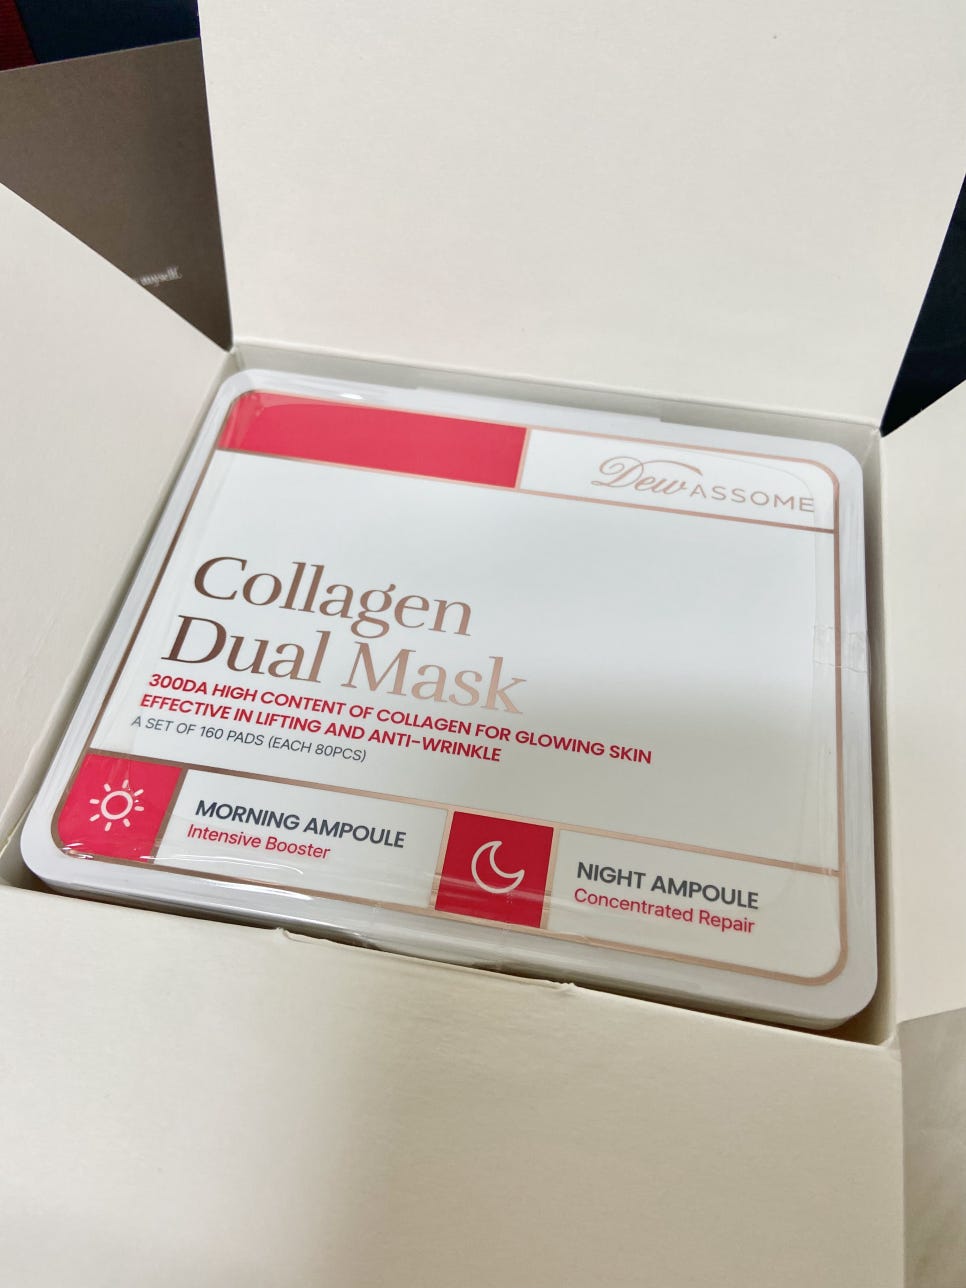 myself.
Dew ASSOME
Collagen
Dual Mask
300DA HIGH CONTENT OF COLLAGEN FOR GLOWING SKIN
EFFECTIVE IN LIFTING AND ANTI-WRINKLE
A SET OF 160 PADS (EACH 80PCS)
MORNING AMPOULE
Intensive Booster
NIGHT AMPOULE
Concentrated Repair